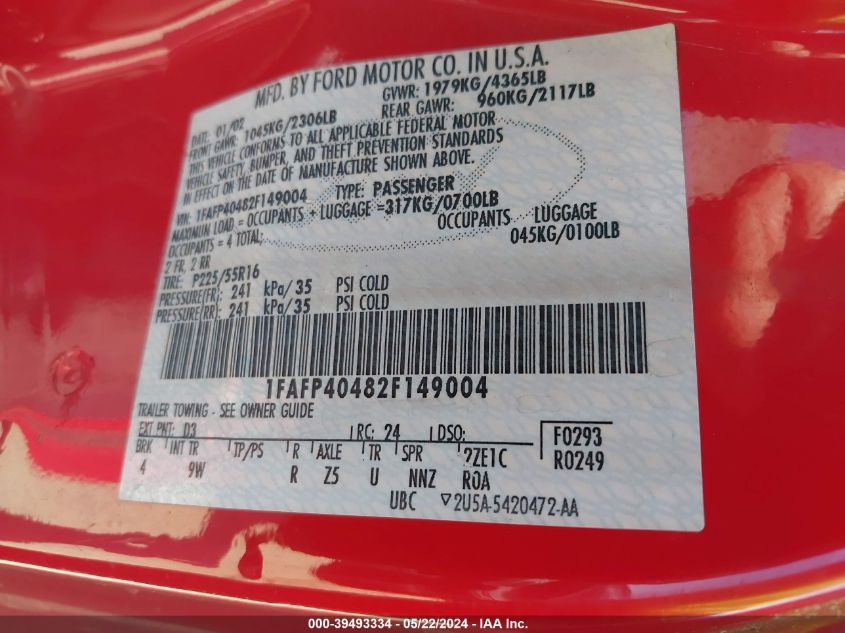 MFD. BY FORD MOTOR CO. IN U.S.A.
DATE: 01/02 GVWR: 1979KG/4365LB
FRONT GAWR: 1045KG/2306LB REAR GAWR: 960KG/2117LB
THIS VEHICLE CONFORMS TO ALL APPLICABLE FEDERAL MOTOR
VEHICLE SAFETY, BUMPER, AND THEFT PREVENTION STANDARDS
IN EFFECT ON THE DATE OF MANUFACTURE SHOWN ABOVE.
VIN: 1FAFP40482F149004 TYPE: PASSENGER
MAXIMUN LOAD = OCCUPANTS + LUGGAGE =317KG/0700LB
OCCUPANTS = 4 TOTAL; OCCUPANTS LUGGAGE
2 FR, 2 RR 045KG/0100LB
TIRE: P225/55R16
PRESSURE(FR): 241 kPa/35 PSI COLD
PRESSURE(RR): 241 kPa/35 PSI COLD
1FAFP40482F149004
TRAILER TOWING - SEE OWNER GUIDE
EXT PNT: D3 RC: 24 DSO: F0293
BRK INT TR TP/PS R AXLE TR SPR ?ZE1C R0249
4 9W R Z5 U NNZ ROA
UBC ▽2U5A-5420472-AA
000-39493334 - 05/22/2024 - IAA Inc.